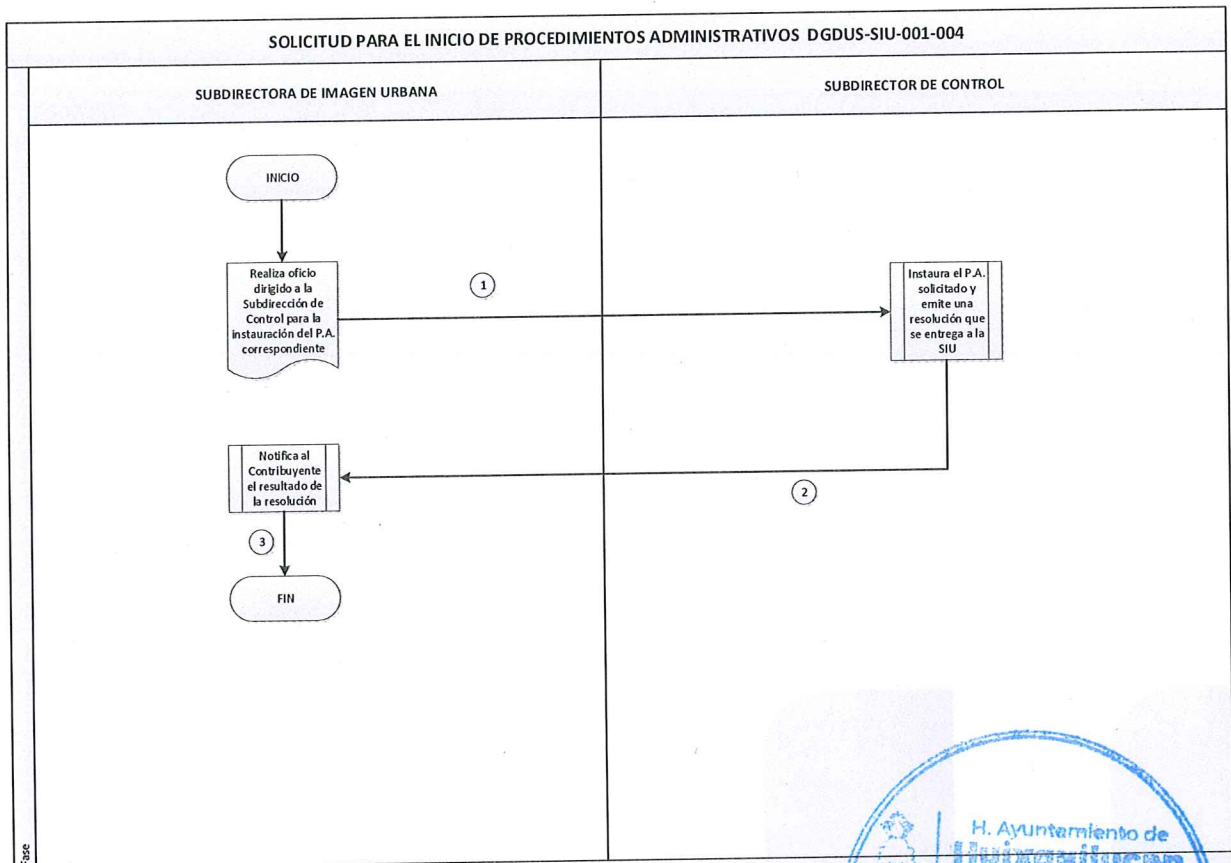 SOLICITUD PARA EL INICIO DE PROCEDIMIENTOS ADMINISTRATIVOS DGDUS-SIU-001-004
SUBDIRECTORA DE IMAGEN URBANA
SUBDIRECTOR DE CONTROL
INICIO
Realiza oficio
dirigido a la
Subdirección de
Control para la
instauración del P.A.
correspondiente
1
Instaura el P.A.
solicitado y
emite una
resolución que
se entrega a la
SIU
Notifica al
Contribuyente
el resultado de
la resolución
2
3
FIN
Fase
H. Ayuntamiento de
Huixquilucan